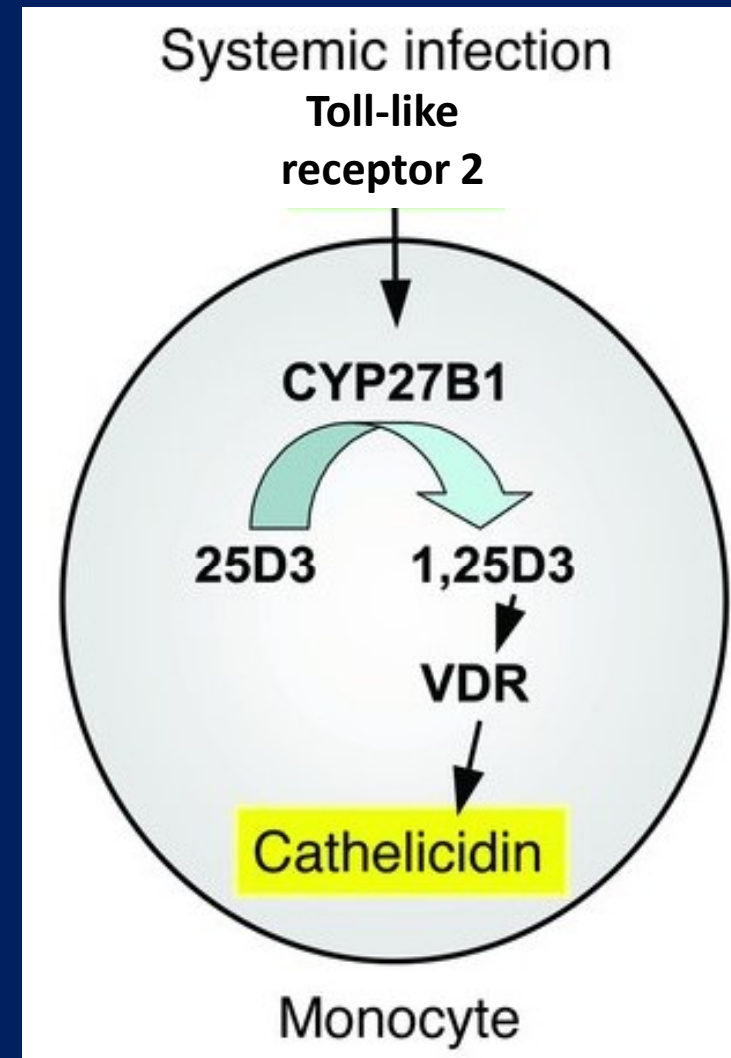 Systemic infection
Toll-like
receptor 2
CYP27B1
25D3 1,25D3
VDR
Cathelicidin
Monocyte